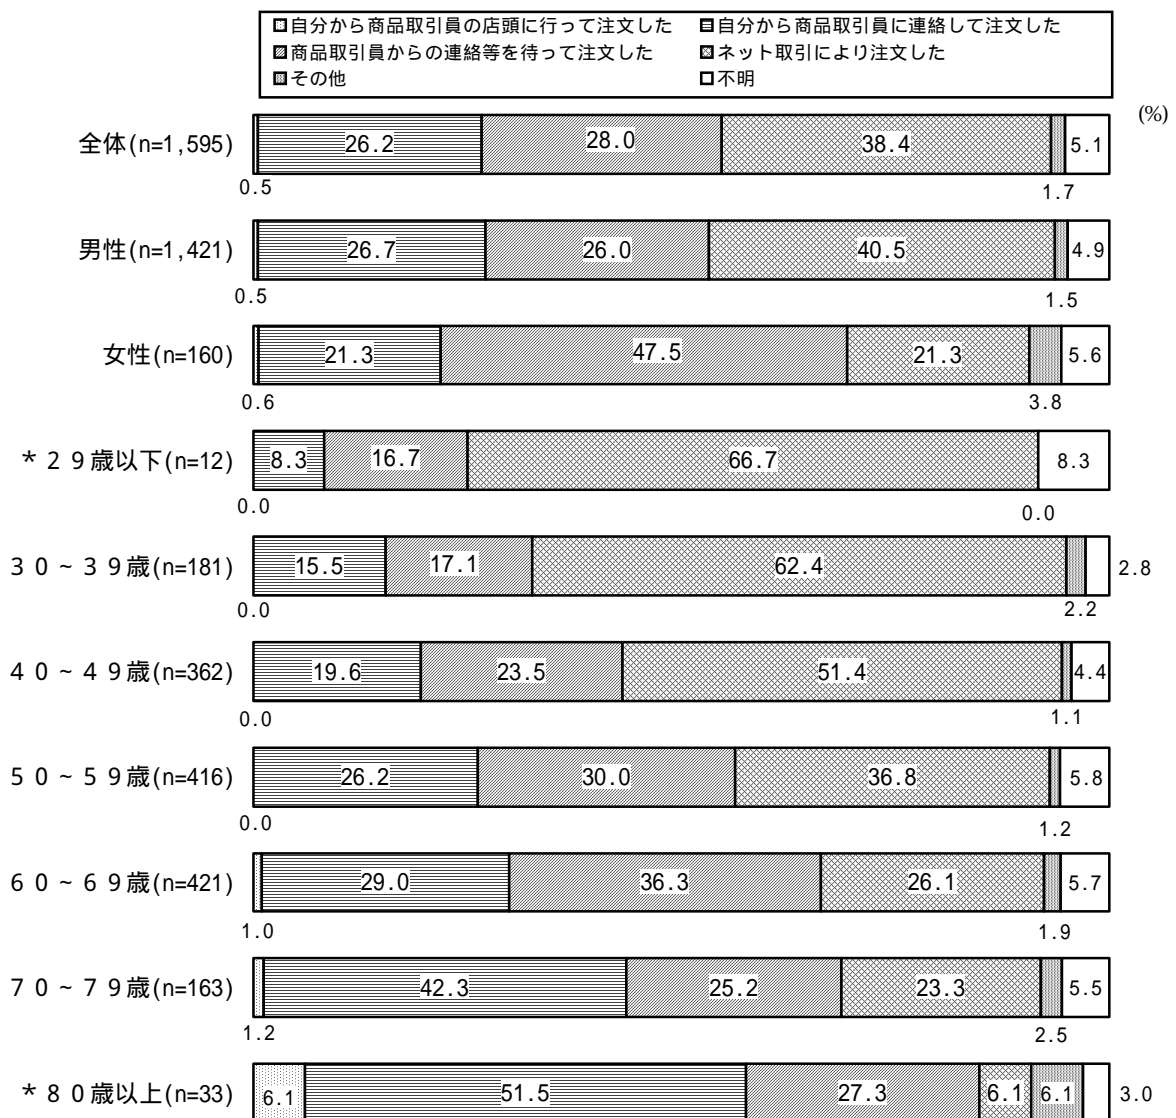 自分から商品取引員の店頭に行って注文した 自分から商品取引員に連絡して注文した
商品取引員からの連絡等を待って注文した ネット取引により注文した
その他 不明
(%)
全体(n=1,595) 26.2 28.0 38.4 5.1
0.5 1.7
男性(n=1,421) 26.7 26.0 40.5 4.9
0.5 1.5
女性(n=160) 21.3 47.5 21.3 5.6
0.6 3.8
*29歳以下(n=12) 8.3 16.7 66.7 8.3
0.0 0.0
30~39歳(n=181) 15.5 17.1 62.4 2.8
0.0 2.2
40~49歳(n=362) 19.6 23.5 51.4 4.4
0.0 1.1
50~59歳(n=416) 26.2 30.0 36.8 5.8
0.0 1.2
60~69歳(n=421) 29.0 36.3 26.1 5.7
1.0 1.9
70~79歳(n=163) 42.3 25.2 23.3 5.5
1.2 2.5
*80歳以上(n=33) 6.1 51.5 27.3 6.1 6.1 3.0